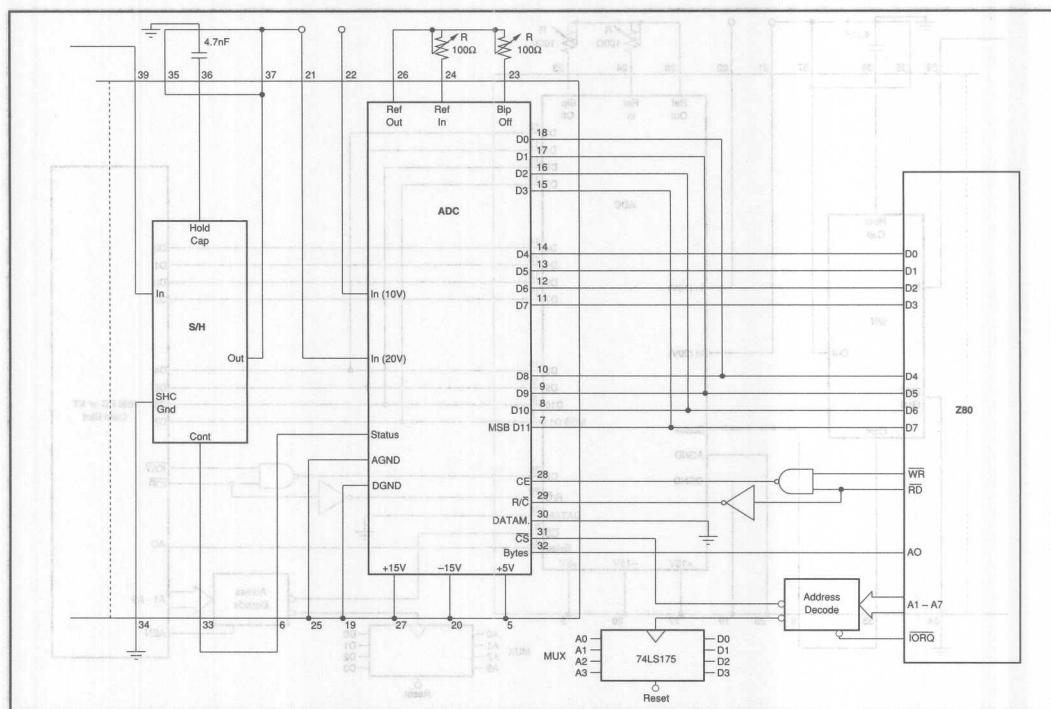 4.7nF
R
100Ω
R
100Ω
39 35 36 37 21 22 26 24 23
Ref Out
Ref In
Bip Off
18
D0
17
D1
16
D2
15
D3
ADC
Hold Cap
14
D4 D0
13
D5 D1
12
D6 D2
11
D7 D3
In
In (10V)
S/H
Out
In (20V)
10
D8 D4
9
D9 D5
8
D10 D6
7
MSB D11 D7
Z80
SHC Gnd
Cont
Status
AGND
DGND
28
CE
WR
RD
29
R/C
30
DATAM.
31
CS
32
Bytes
AO
+15V –15V +5V
Address Decode
A1 – A7
IORQ
34 33 6 25 19 27 20 5
MUX
A0 D0
A1 D1
A2 D2
A3 D3
74LS175
Reset